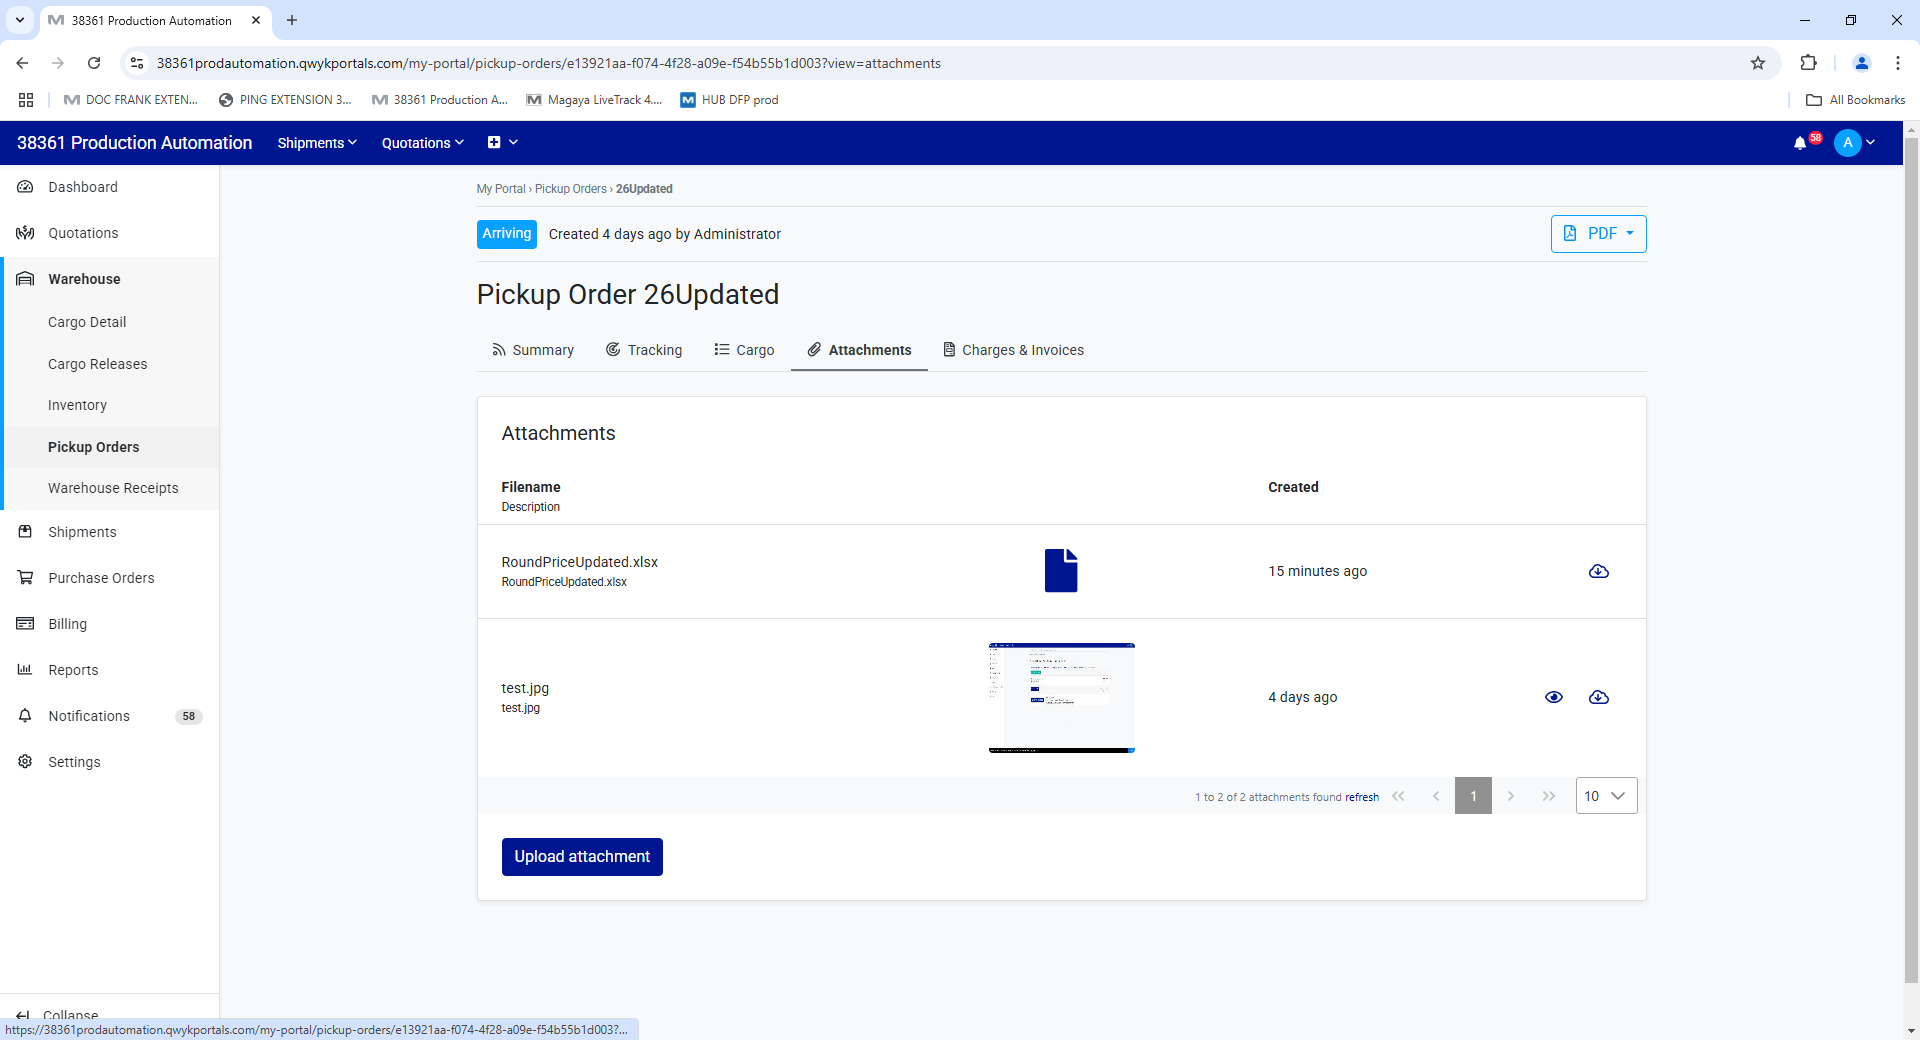 38361 Production Automation
38361prodautomation.qwykportals.com/my-portal/pickup-orders/e13921aa-f074-4f28-a09e-f54b55b1d003?view=attachments
DOC FRANK EXTEN... PING EXTENSION 3... 38361 Production A... Magaya LiveTrack 4.... HUB DFP prod All Bookmarks
38361 Production Automation Shipments Quotations 58 A
Dashboard
Quotations
Warehouse
Cargo Detail
Cargo Releases
Inventory
Pickup Orders
Warehouse Receipts
Shipments
Purchase Orders
Billing
Reports
Notifications 58
Settings
Collapse
My Portal › Pickup Orders › 26Updated
Arriving Created 4 days ago by Administrator PDF
Pickup Order 26Updated
Summary Tracking Cargo Attachments Charges & Invoices
Attachments
Filename Created
Description
RoundPriceUpdated.xlsx 15 minutes ago
RoundPriceUpdated.xlsx
test.jpg 4 days ago
test.jpg
1 to 2 of 2 attachments found refresh 1 10
Upload attachment
https://38361prodautomation.qwykportals.com/my-portal/pickup-orders/e13921aa-f074-4f28-a09e-f54b55b1d003?...